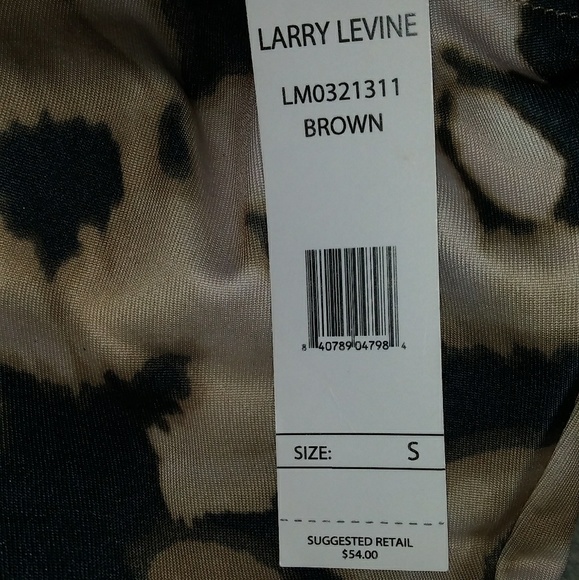 LARRY LEVINE
LM0321311
BROWN
8 40789 04798 4
SIZE: S
SUGGESTED RETAIL
$54.00